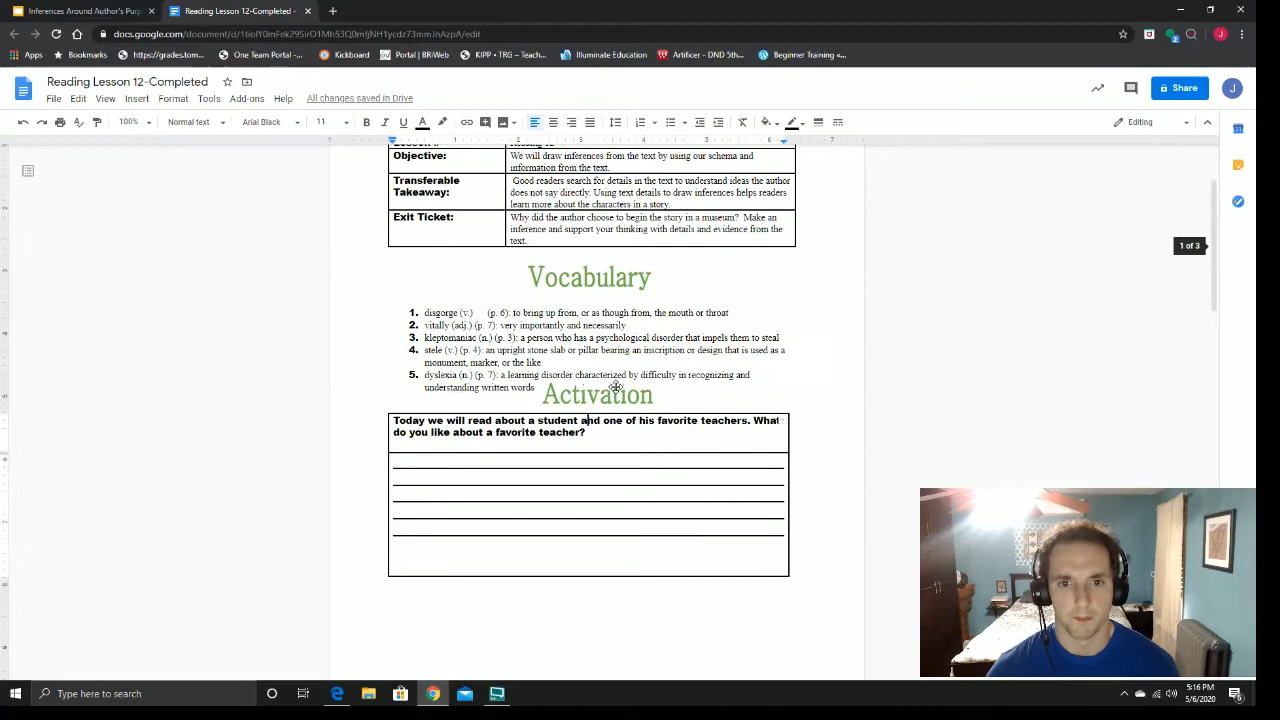 Inferences Around Author's Purp
Reading Lesson 12-Completed -
docs.google.com/document/d/
/edit
Apps
Bookmarks
https://grades.tom...
One Team Portal -...
Kickboard
Portal | BRiWeb
KIPP • TRG – Teach...
Illuminate Education
Artificer – DND 5th...
Beginner Training «...
Reading Lesson 12-Completed
File Edit View Insert Format Tools Add-ons Help All changes saved in Drive
Share
J
100% Normal text Arial Black 11
Editing
Objective: We will draw inferences from the text by using our schema and
information from the text.
Transferable Good readers search for details in the text to understand ideas the author
Takeaway: does not say directly. Using text details to draw inferences helps readers
learn more about the characters in a story.
Exit Ticket: Why did the author choose to begin the story in a museum? Make an
inference and support your thinking with details and evidence from the
text.
1 of 3
Vocabulary
1. disgorge (v.) (p. 6): to bring up from, or as though from, the mouth or throat
2. vitally (adj.) (p. 7): very importantly and necessarily
3. kleptomaniac (n.) (p. 3): a person who has a psychological disorder that impels them to steal
4. stele (v.) (p. 4): an upright stone slab or pillar bearing an inscription or design that is used as a
monument, marker, or the like
5. dyslexia (n.) (p. 7): a learning disorder characterized by difficulty in recognizing and
understanding written words
Activation
Today we will read about a student and one of his favorite teachers. What
do you like about a favorite teacher?
Type here to search
5:16 PM
5/6/2020